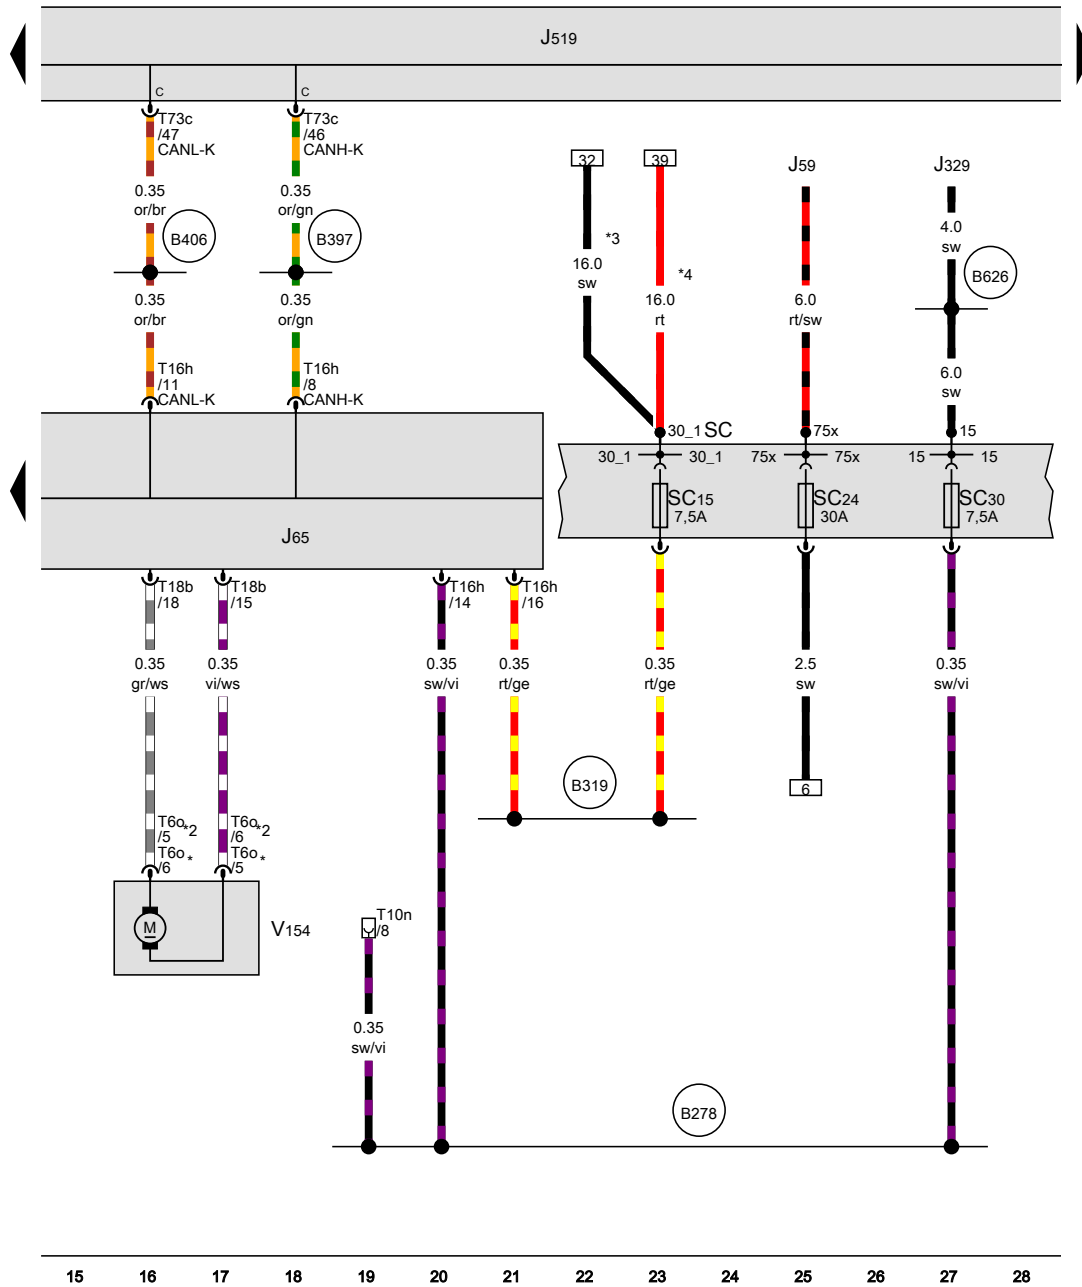 J519
c
c
T73c
/47
CANL-K
T73c
/46
CANH-K
32
39
J59
J329
0.35
or/br
0.35
or/gn
B406
B397
4.0
sw
*3
16.0
sw
*4
B626
0.35
or/br
0.35
or/gn
16.0
rt
6.0
rt/sw
T16h
/11
CANL-K
T16h
/8
CANH-K
6.0
sw
30_1 SC
75x
15
30_1
30_1
75x
75x
15
15
SC15
7,5A
SC24
30A
SC30
7,5A
J65
T18b
/18
T18b
/15
T16h
/14
T16h
/16
0.35
gr/ws
0.35
vi/ws
0.35
sw/vi
0.35
rt/ge
0.35
rt/ge
2.5
sw
0.35
sw/vi
B319
6
T6o
/5 *2
T6o *
/6
T6o
/6 *2
T6o *
/5
M
V154
T10n
/8
0.35
sw/vi
B278
15 16 17 18 19 20 21 22 23 24 25 26 27 28